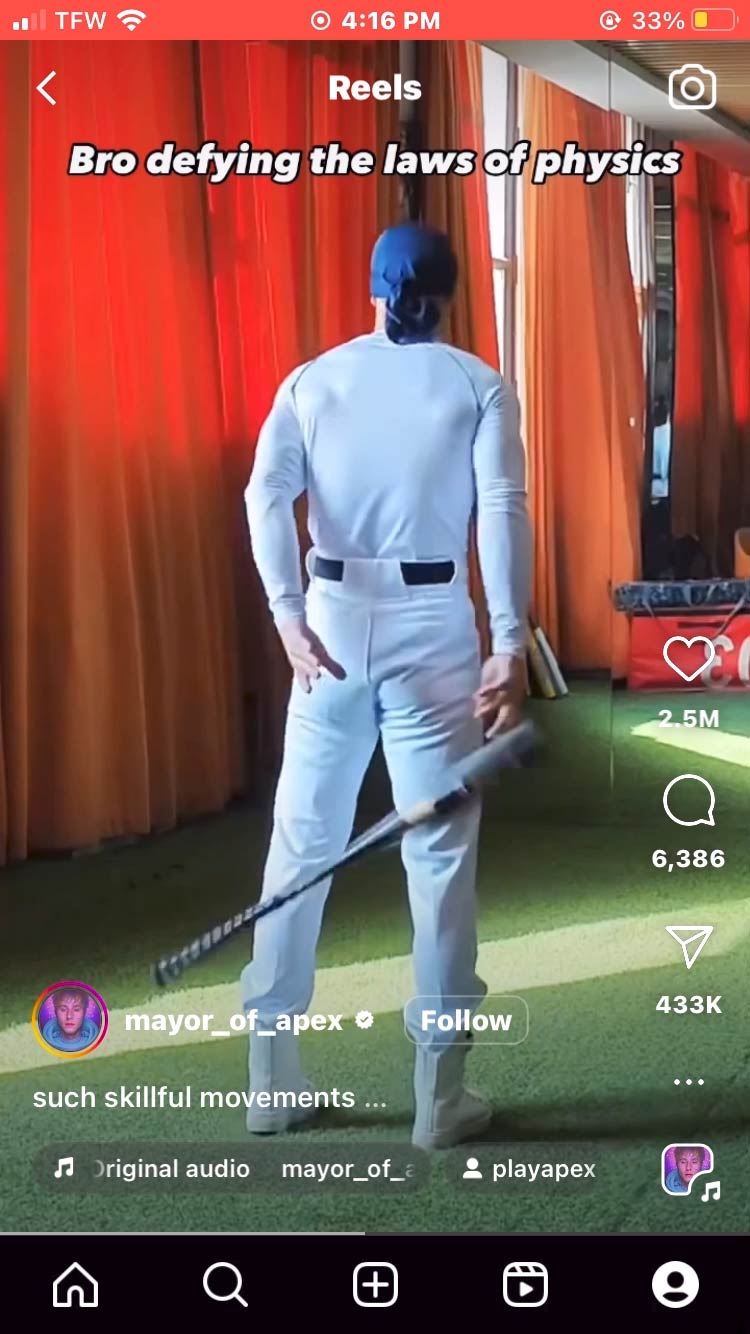 TFW 4:16 PM 33%
Reels
Bro defying the laws of physics
2.5M
6,386
433K
mayor_of_apex Follow
such skillful movements ...
Original audio mayor_of_a playapex